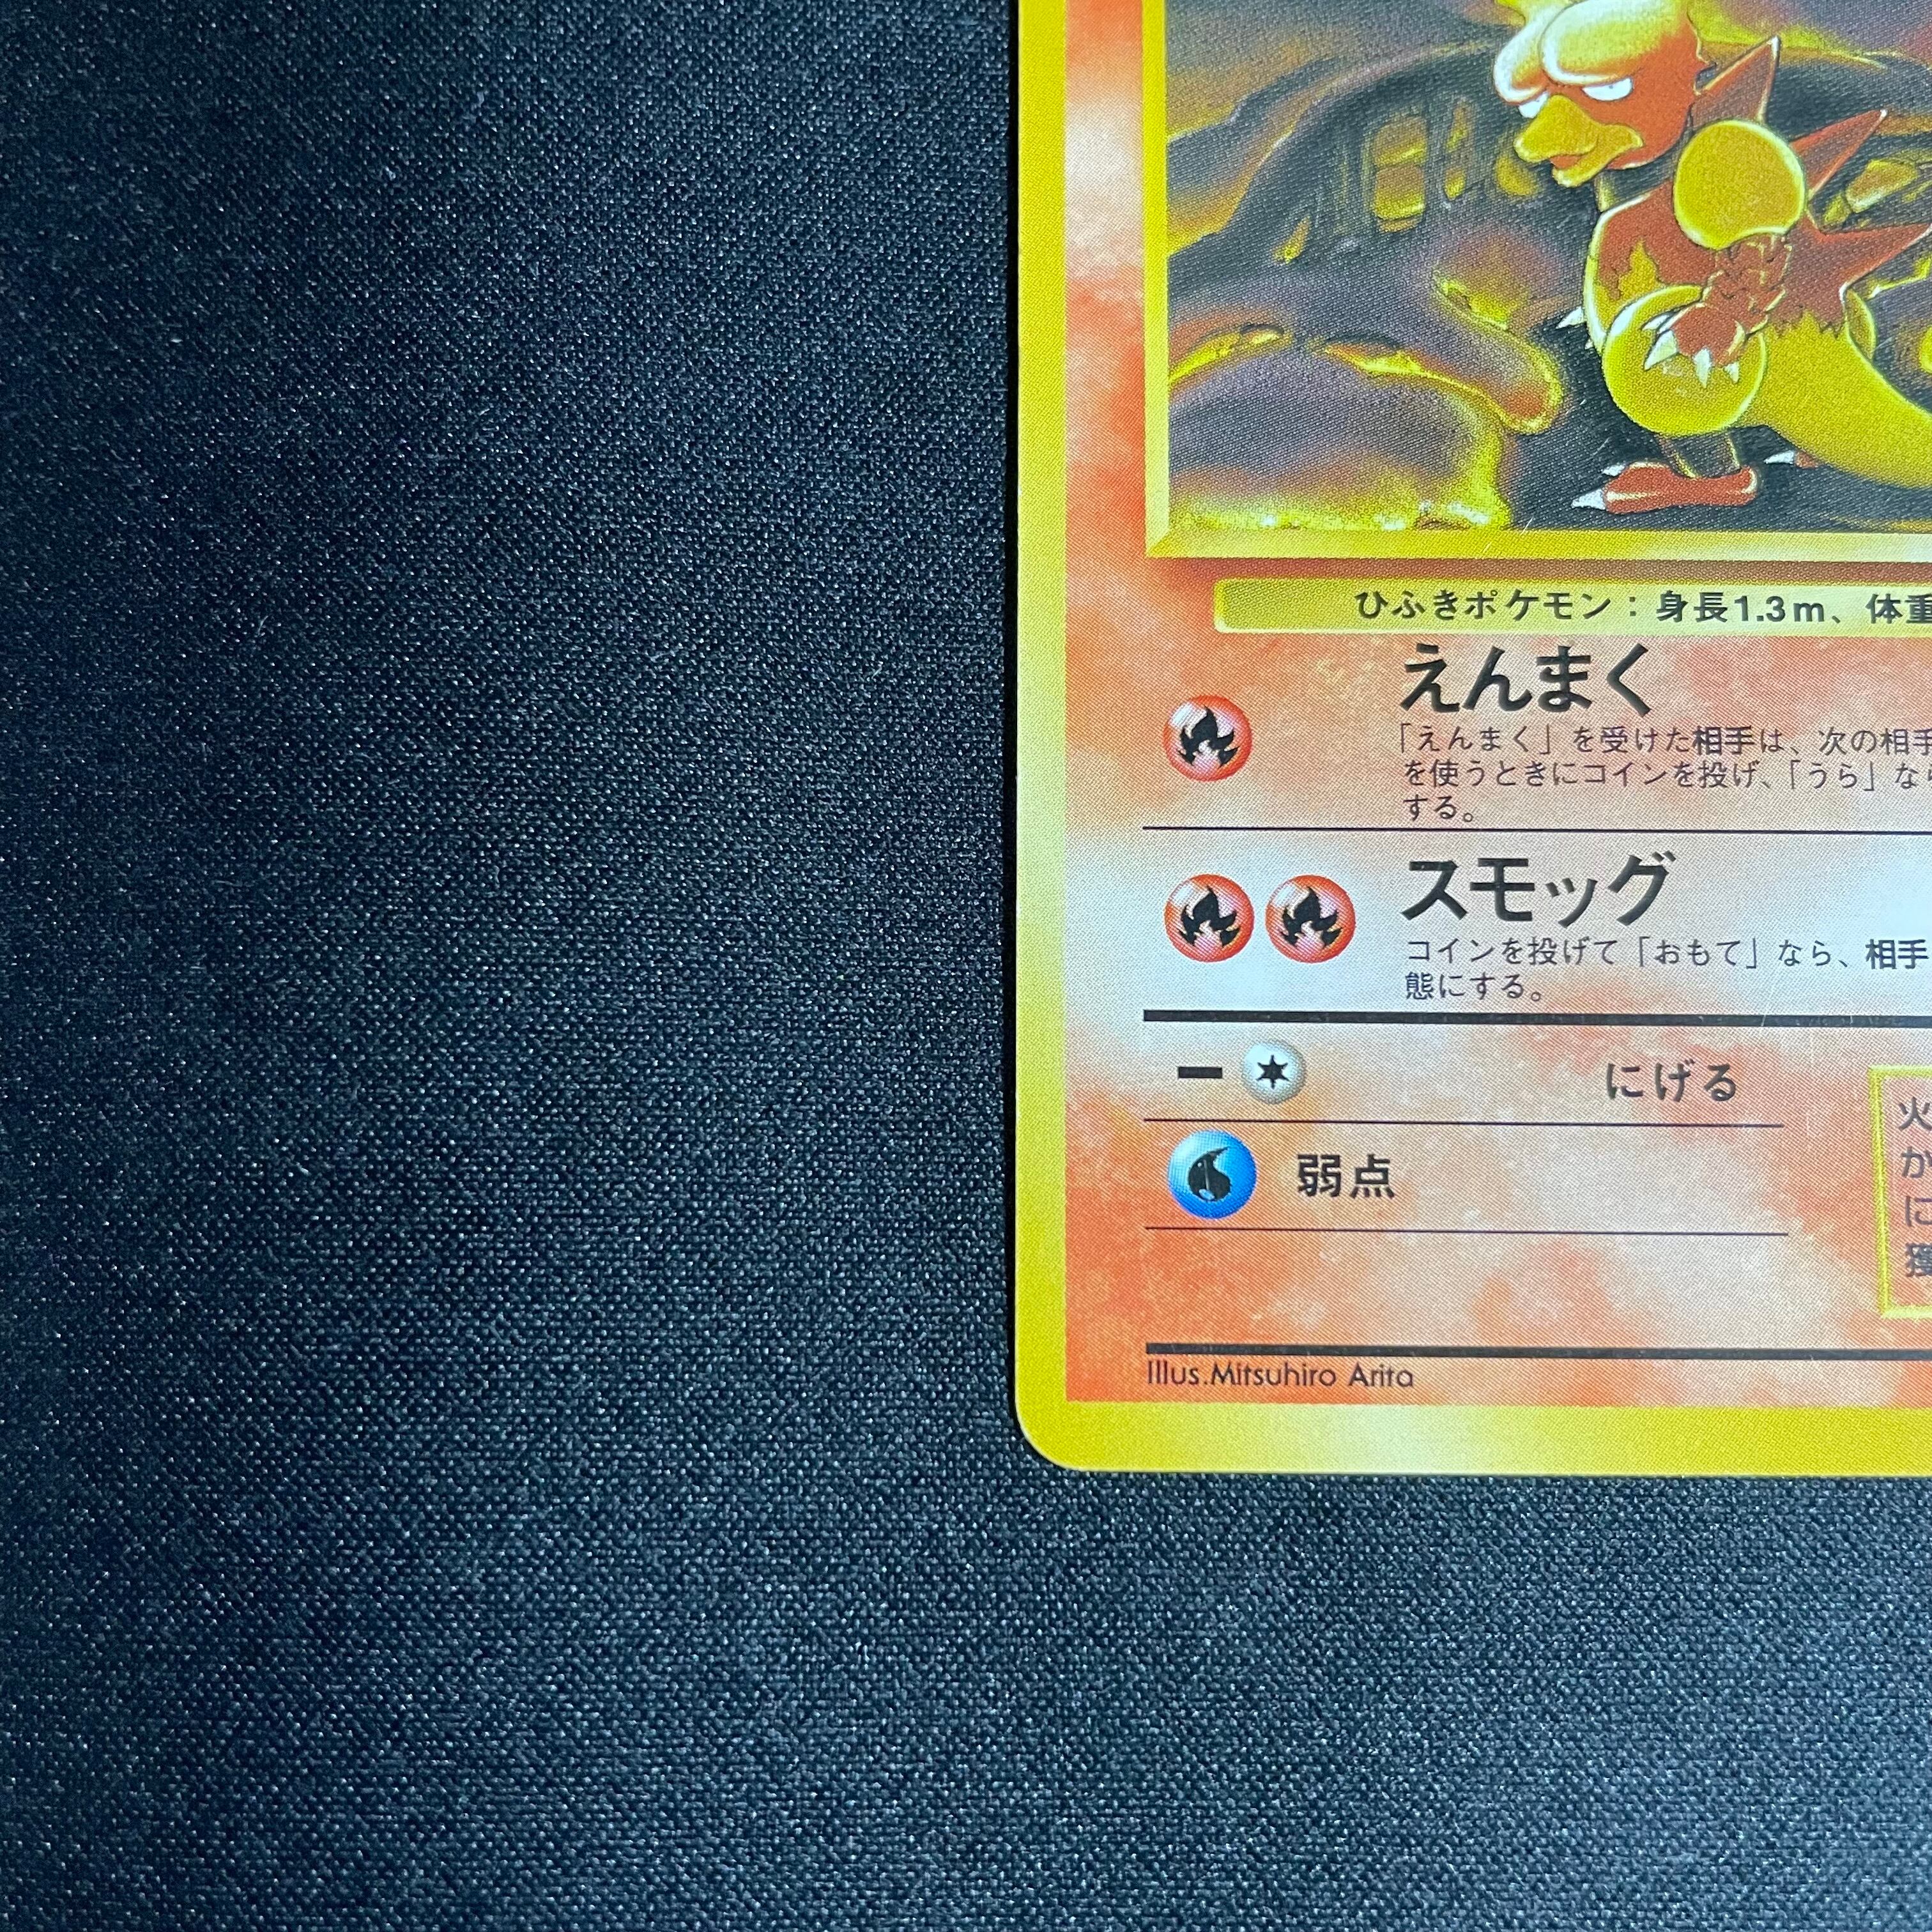 ひふきポケモン：身長1.3m、体重
えんまく
「えんまく」を受けた相手は、次の相手
を使うときにコインを投げ、「うら」なら
する。
スモッグ
コインを投げて「おもて」なら、相手
態にする。
にげる
弱点
火
か
に
獲
Illus.Mitsuhiro Arita